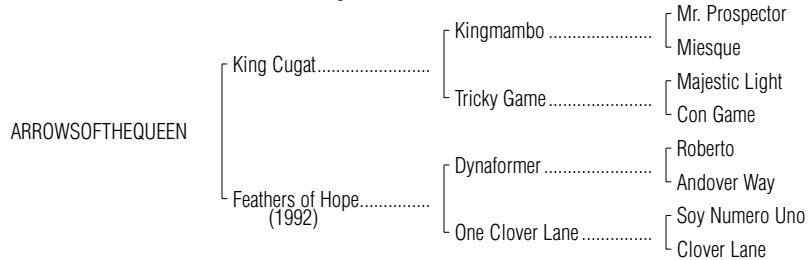 Mr. Prospector
Kingmambo ......................
Miesque
King Cugat........................
Majestic Light
Tricky Game ......................
Con Game
ARROWSOFTHEQUEEN
Roberto
Dynaformer .......................
Andover Way
Feathers of Hope...............
(1992)
Soy Numero Uno
One Clover Lane ...............
Clover Lane